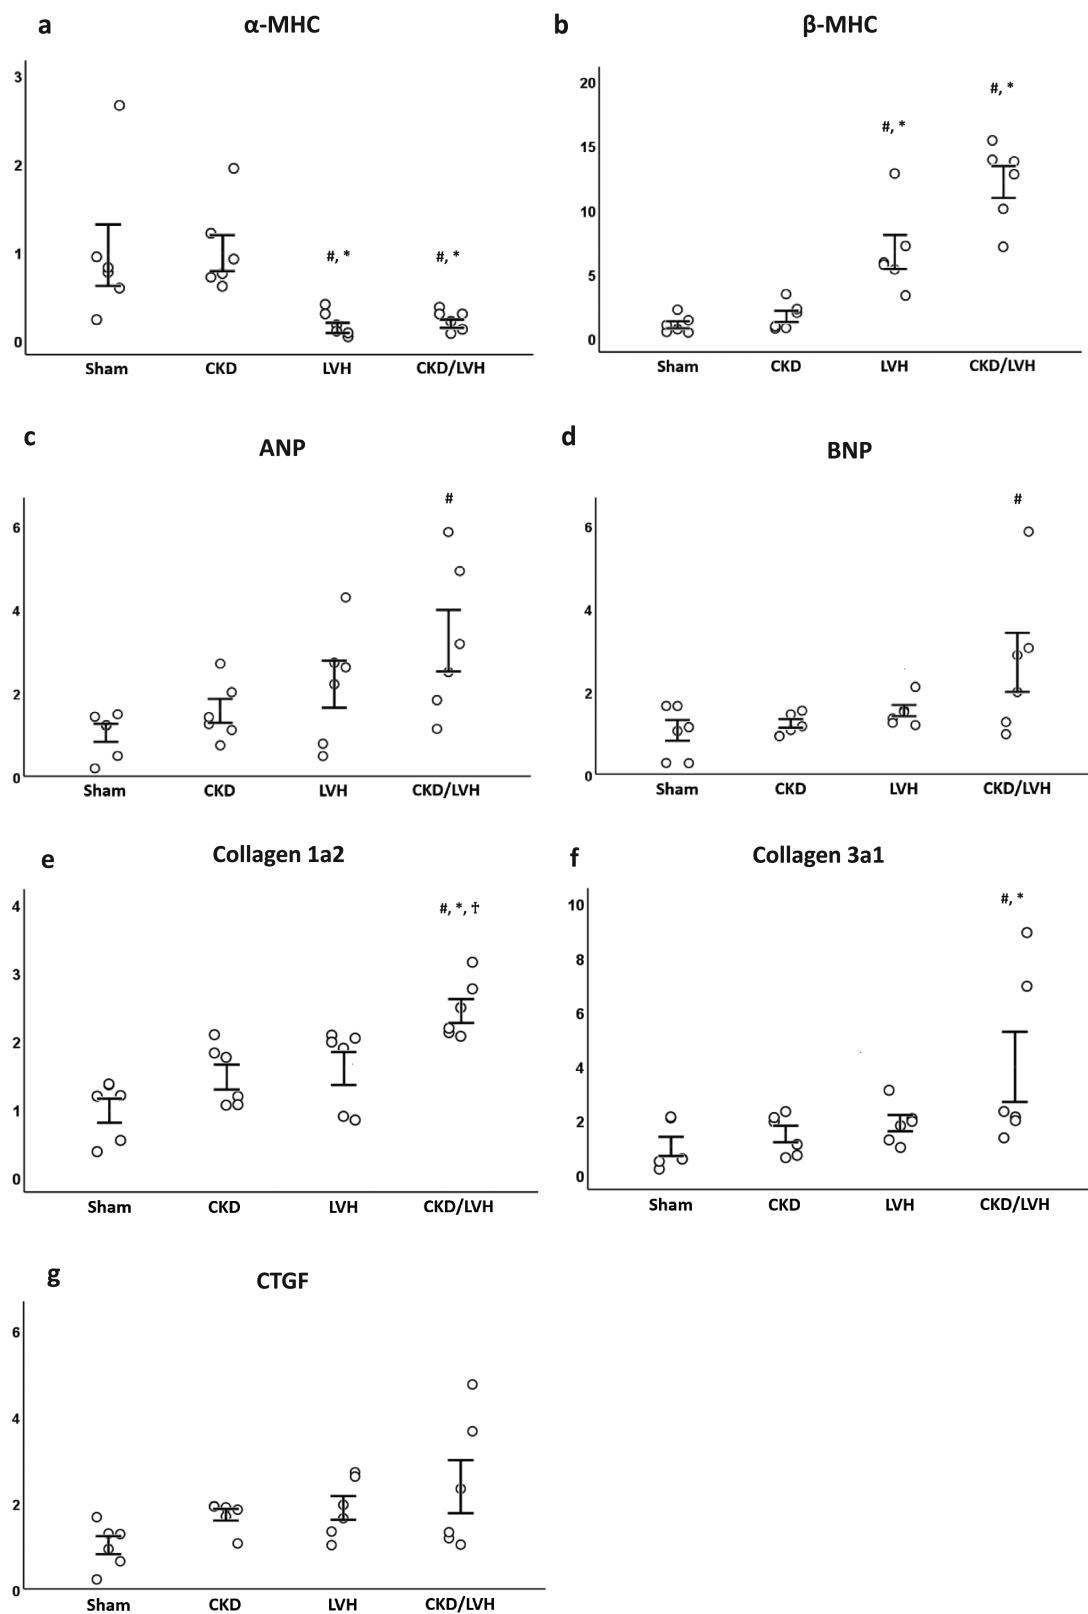 a
α-MHC
3
2
1
0
#, *
#, *
Sham CKD LVH CKD/LVH
b
β-MHC
20
15
10
5
0
#, *
#, *
Sham CKD LVH CKD/LVH
c
ANP
6
4
2
0
#
Sham CKD LVH CKD/LVH
d
BNP
6
4
2
0
#
Sham CKD LVH CKD/LVH
e
Collagen 1a2
4
3
2
1
0
#, *, †
Sham CKD LVH CKD/LVH
f
Collagen 3a1
10
8
6
4
2
0
#, *
Sham CKD LVH CKD/LVH
g
CTGF
6
4
2
0
Sham CKD LVH CKD/LVH